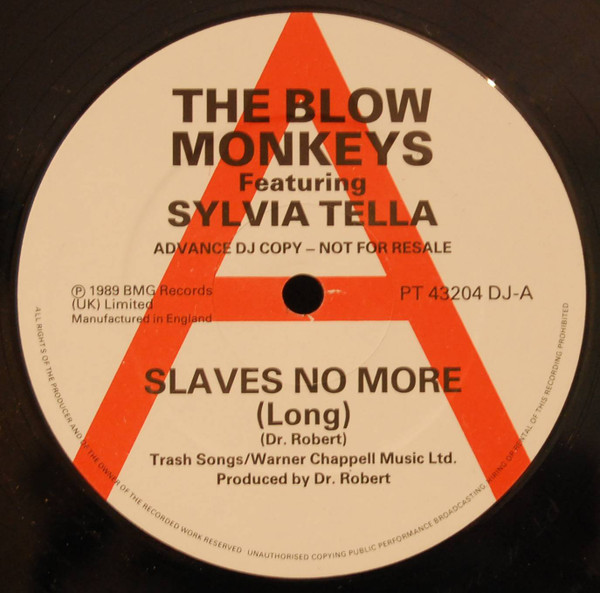 THE BLOW
MONKEYS
Featuring
SYLVIA TELLA
ADVANCE DJ COPY – NOT FOR RESALE
℗ 1989 BMG Records
(UK) Limited
Manufactured in England
PT 43204 DJ-A
SLAVES NO MORE
(Long)
(Dr. Robert)
Trash Songs/Warner Chappell Music Ltd.
Produced by Dr. Robert
ALL RIGHTS OF THE PRODUCER AND OF THE OWNER OF THE RECORDED WORK RESERVED UNAUTHORISED COPYING PUBLIC PERFORMANCE BROADCASTING HIRING OR RENTAL OF THIS RECORDING PROHIBITED